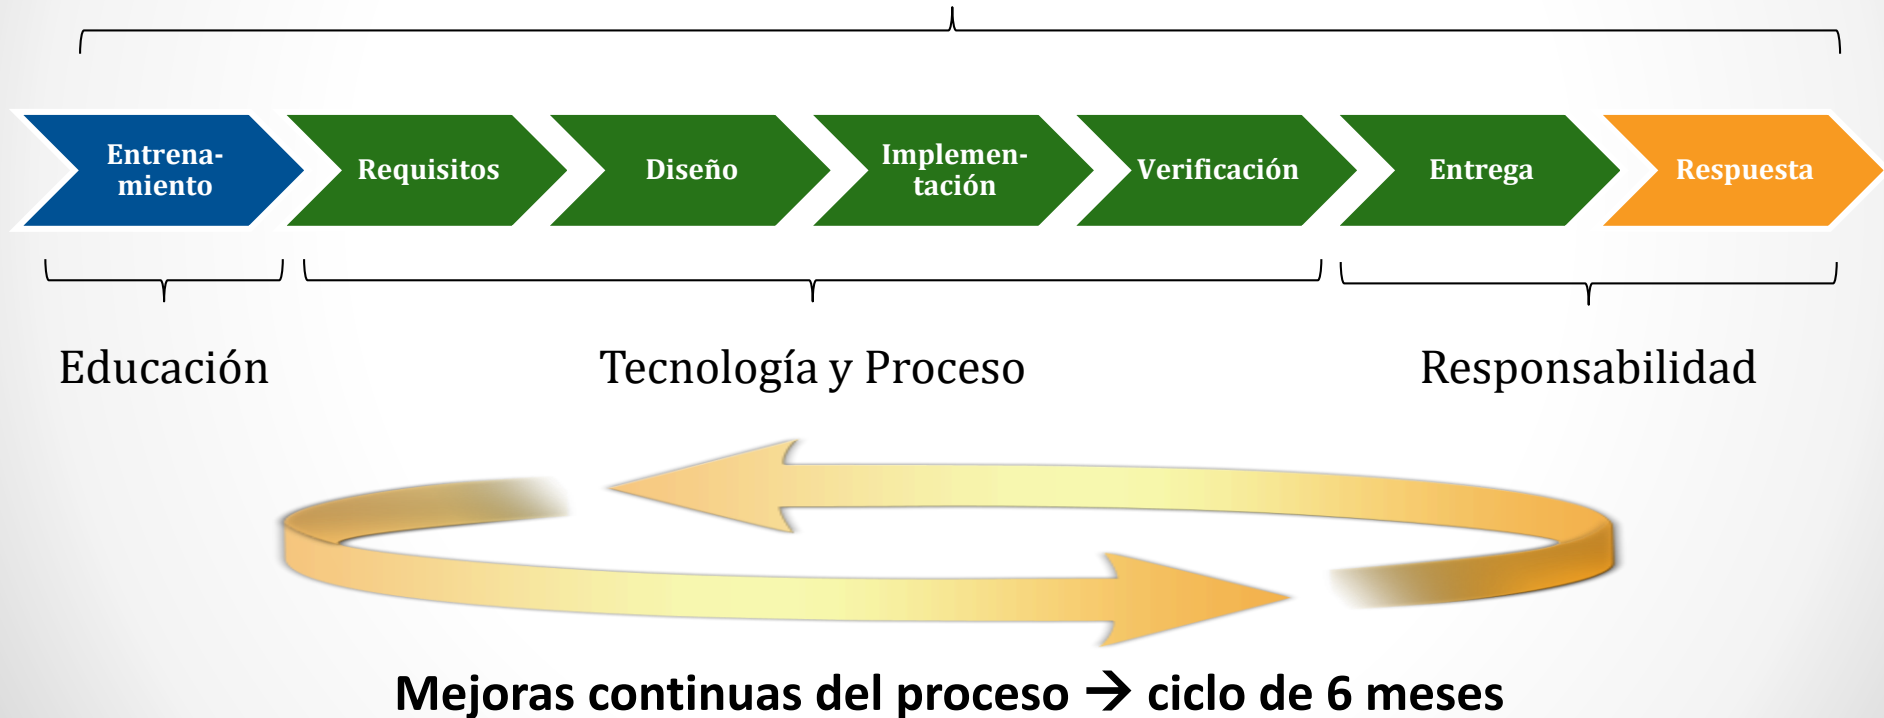 Entrena-
miento
Requisitos
Diseño
Implemen-
tación
Verificación
Entrega
Respuesta
Educación
Tecnología y Proceso
Responsabilidad
Mejoras continuas del proceso → ciclo de 6 meses